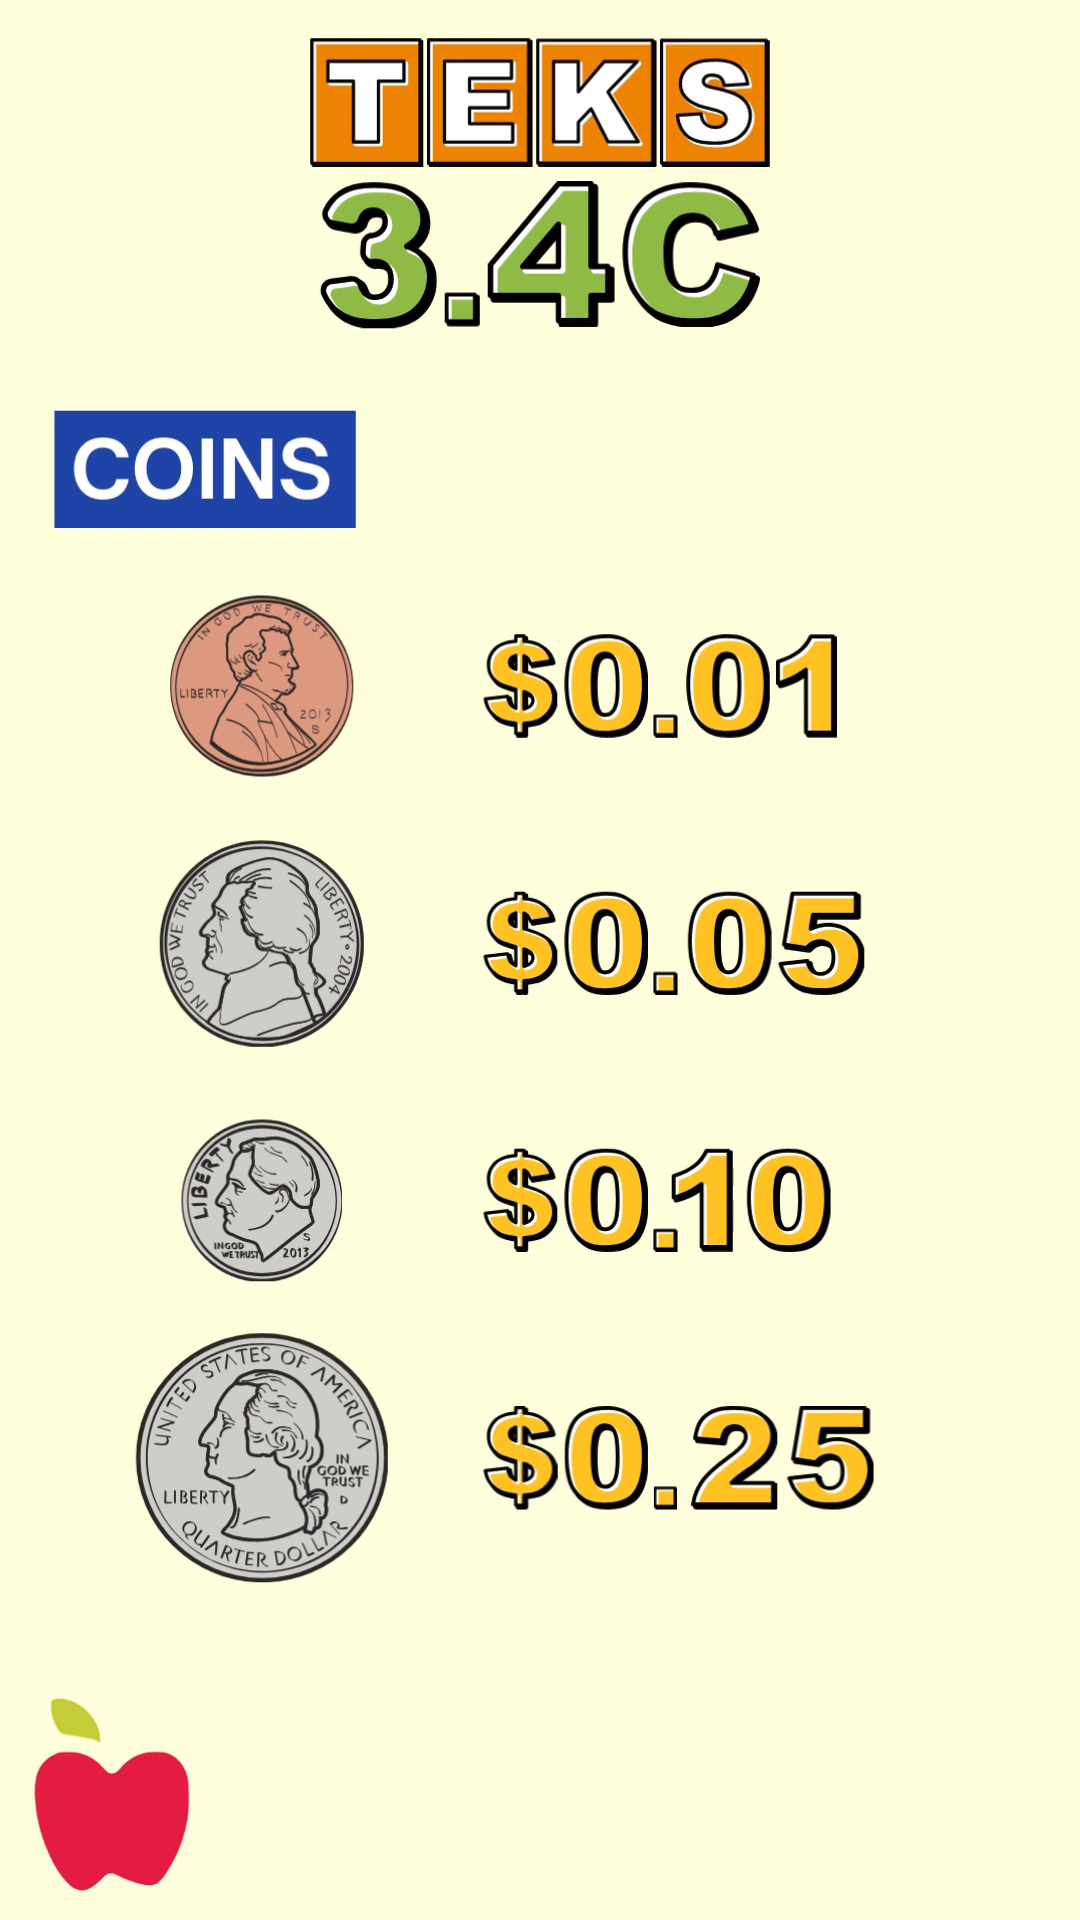 TEKS
3.4C
COINS
IN GOD WE TRUST
LIBERTY
2013
S
$0.01
IN GOD WE TRUST
LIBERTY • 2004
$0.05
LIBERTY
IN GOD
WE TRUST
S
2013
$0.10
UNITED STATES OF AMERICA
IN
GOD WE
TRUST
LIBERTY
D
QUARTER DOLLAR
$0.25